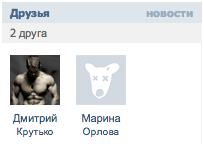 Друзья новости
2 друга
Дмитрий Марина
Крутько Орлова